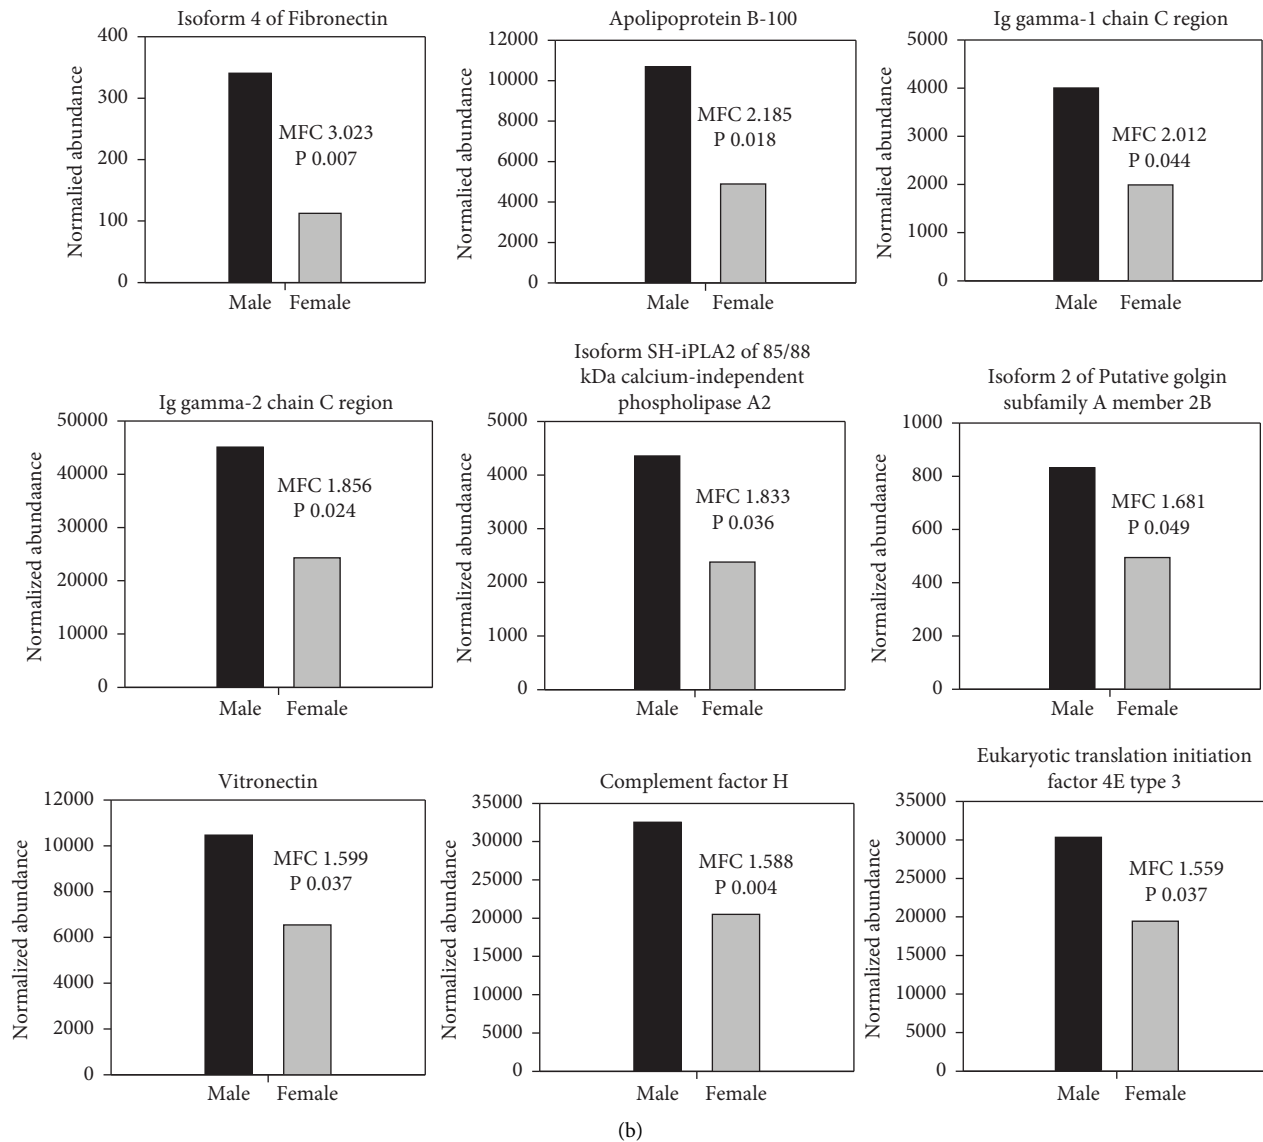 Isoform 4 of Fibronectin
Normalied abundance
400
300
200
100
0
MFC 3.023
P 0.007
Male Female
Apolipoprotein B-100
Normalied abundance
12000
10000
8000
6000
4000
2000
0
MFC 2.185
P 0.018
Male Female
Ig gamma-1 chain C region
Normalied abundance
5000
4000
3000
2000
1000
0
MFC 2.012
P 0.044
Male Female
Ig gamma-2 chain C region
Normalized abundaance
50000
40000
30000
20000
10000
0
MFC 1.856
P 0.024
Male Female
Isoform SH-iPLA2 of 85/88
kDa calcium-independent
phospholipase A2
Normalized abundaance
5000
4000
3000
2000
1000
0
MFC 1.833
P 0.036
Male Female
Isoform 2 of Putative golgin
subfamily A member 2B
Normalized abundaance
1000
800
600
400
200
0
MFC 1.681
P 0.049
Male Female
Vitronectin
Normalized abundance
12000
10000
8000
6000
4000
2000
0
MFC 1.599
P 0.037
Male Female
Complement factor H
Normalized abundance
35000
30000
25000
20000
15000
10000
5000
0
MFC 1.588
P 0.004
Male Female
Eukaryotic translation initiation
factor 4E type 3
Normalized abundance
35000
30000
25000
20000
15000
10000
5000
0
MFC 1.559
P 0.037
Male Female
(b)